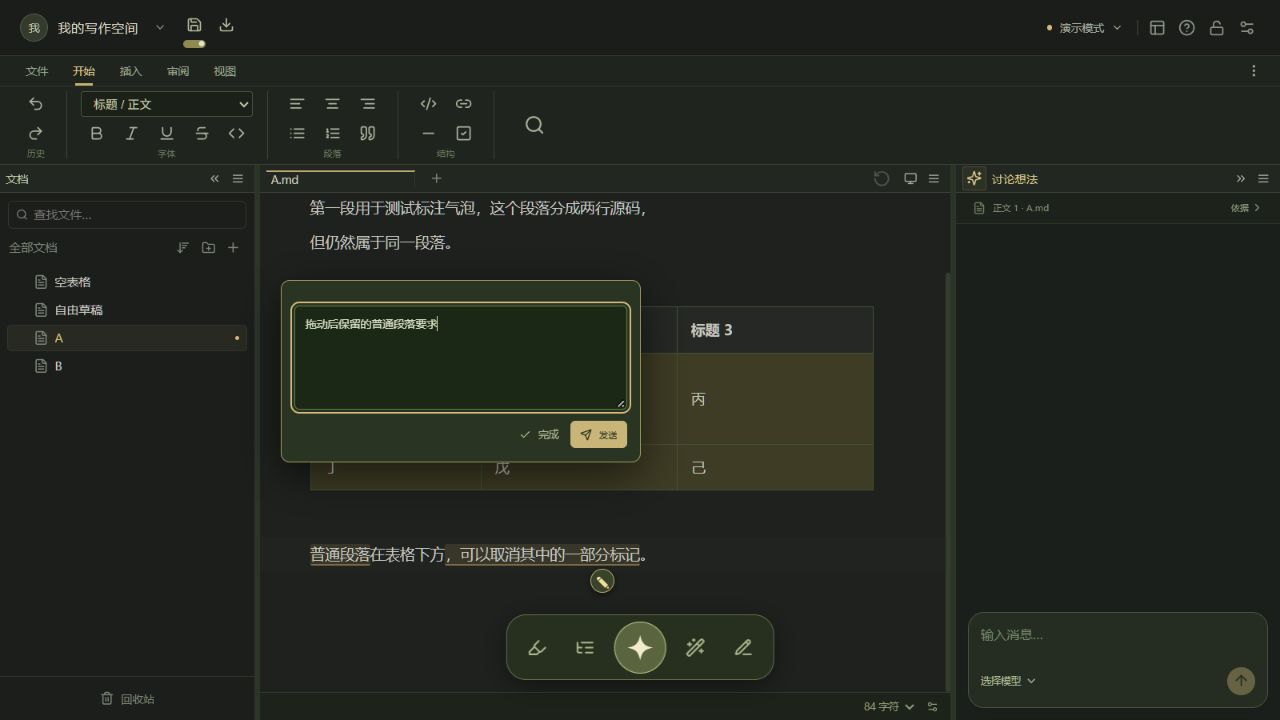 我 我的写作空间
演示模式
文件 开始 插入 审阅 视图
标题 / 正文
历史 字体 段落 结构
文档
A.md
讨论想法
查找文件...
正文 1 · A.md 依据
全部文档
空表格
自由草稿
A
B
第一段用于测试标注气泡，这个段落分成两行源码，
但仍然属于同一段落。
拖动后保留的普通段落要求
完成 发送
标题 3
丙
丁 戊 己
普通段落在表格下方，可以取消其中的一部分标记。
输入消息...
选择模型
回收站
84 字符